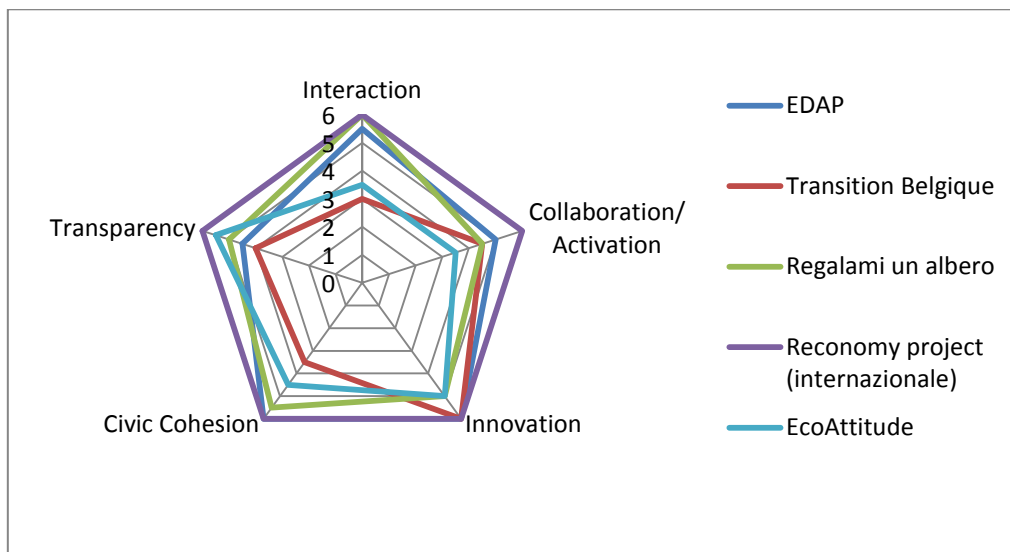 Interaction
6
5
4
3
2
1
0
Collaboration/
Activation
Innovation
Civic Cohesion
Transparency
EDAP
Transition Belgique
Regalami un albero
Reconomy project
(internazionale)
EcoAttitude